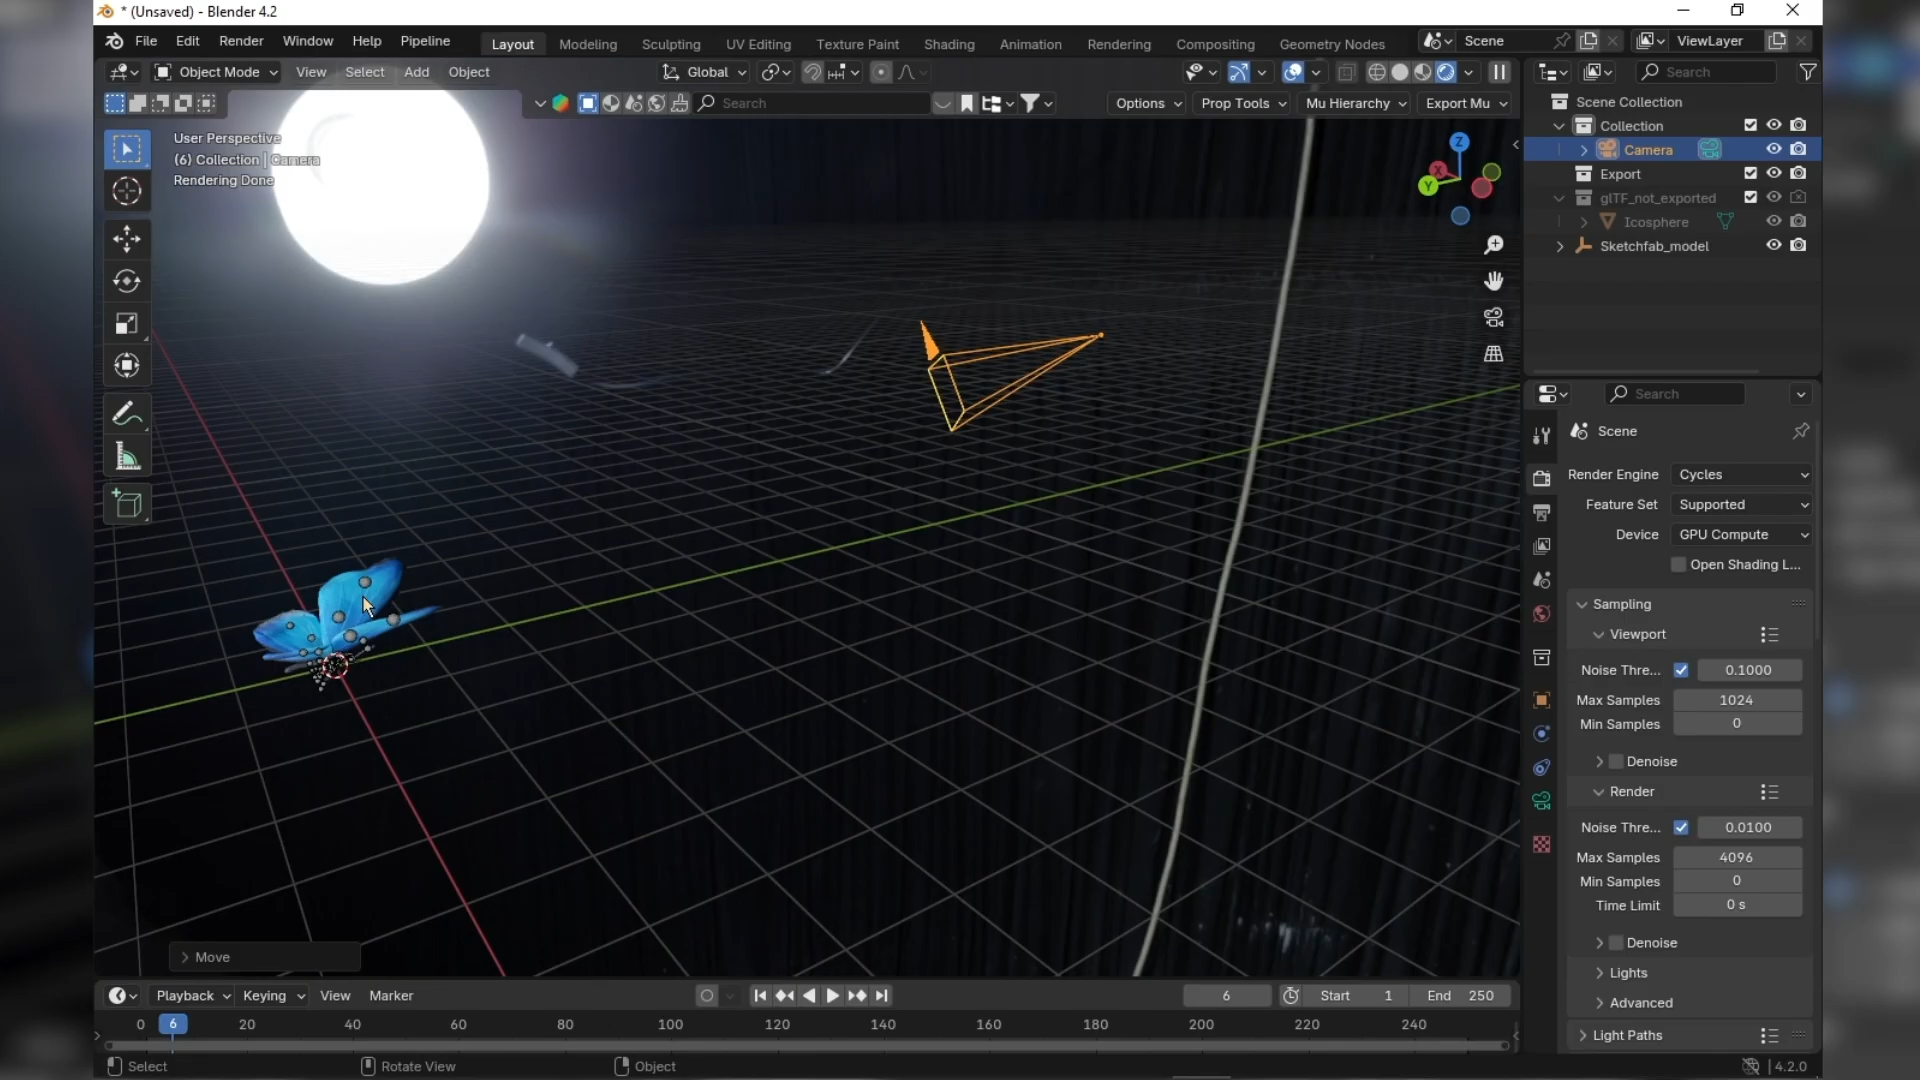 * (Unsaved) - Blender 4.2
File Edit Render Window Help Pipeline Layout Modeling Sculpting UV Editing Texture Paint Shading Animation Rendering Compositing Geometry Nodes Scene ViewLayer
Object Mode View Select Add Object Global Search
Search Options Prop Tools Mu Hierarchy Export Mu
User Perspective
(6) Collection | Camera
Rendering Done
Z
X
Y
Scene Collection
Collection
Camera
Export
glTF_not_exported
Icosphere
Sketchfab_model
Search
Scene
Render Engine Cycles
Feature Set Supported
Device GPU Compute
Open Shading L...
Sampling
Viewport
Noise Thre... 0.1000
Max Samples 1024
Min Samples 0
Denoise
Render
Noise Thre... 0.0100
Max Samples 4096
Min Samples 0
Time Limit 0 s
Denoise
Lights
Advanced
Light Paths
Move
Playback Keying View Marker 6 Start 1 End 250
0 6 20 40 60 80 100 120 140 160 180 200 220 240
Select Rotate View Object 4.2.0